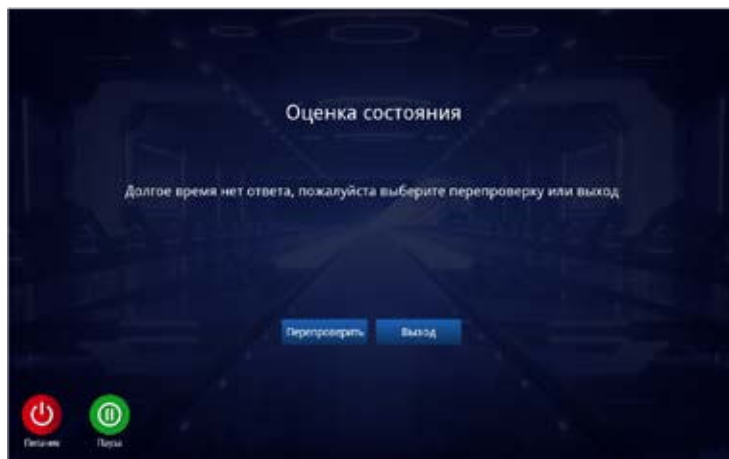 Оценка состояния
Долгое время нет ответа, пожалуйста выберите перепроверку или выход
Перепроверить
Выход
Питание
Пауза